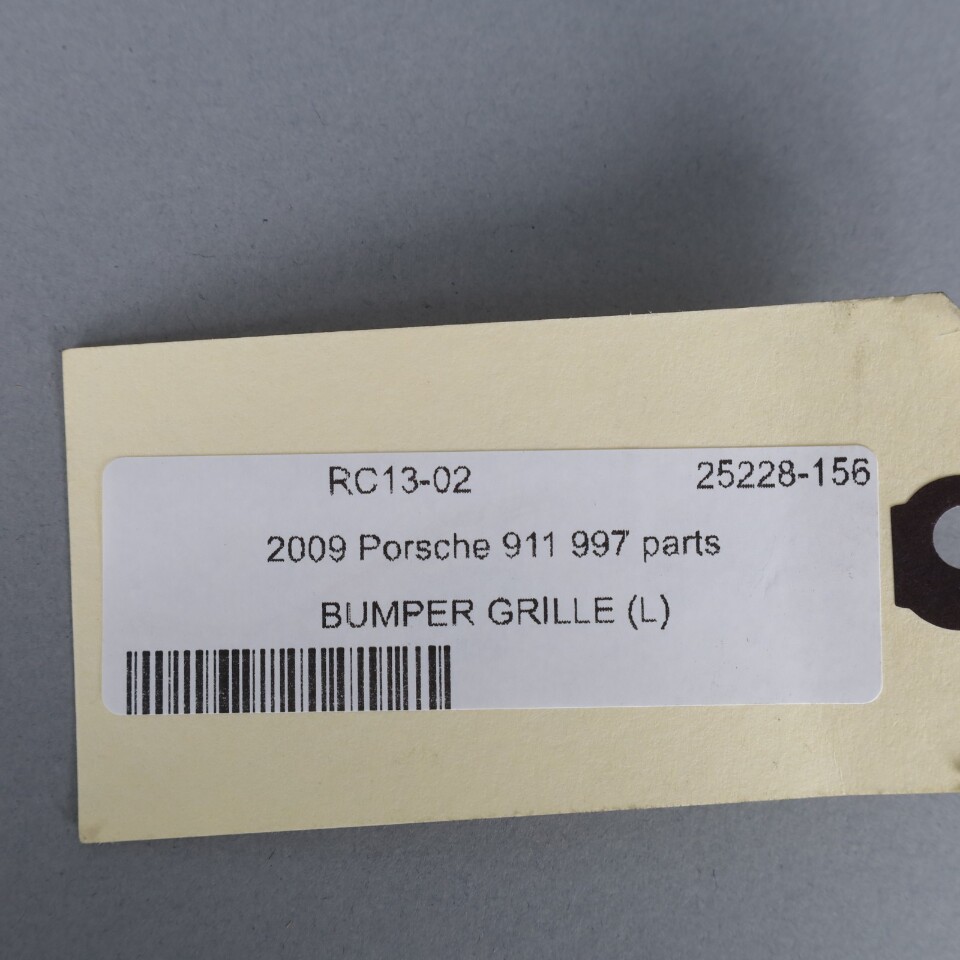 RC13-02 25228-156
2009 Porsche 911 997 parts
BUMPER GRILLE (L)